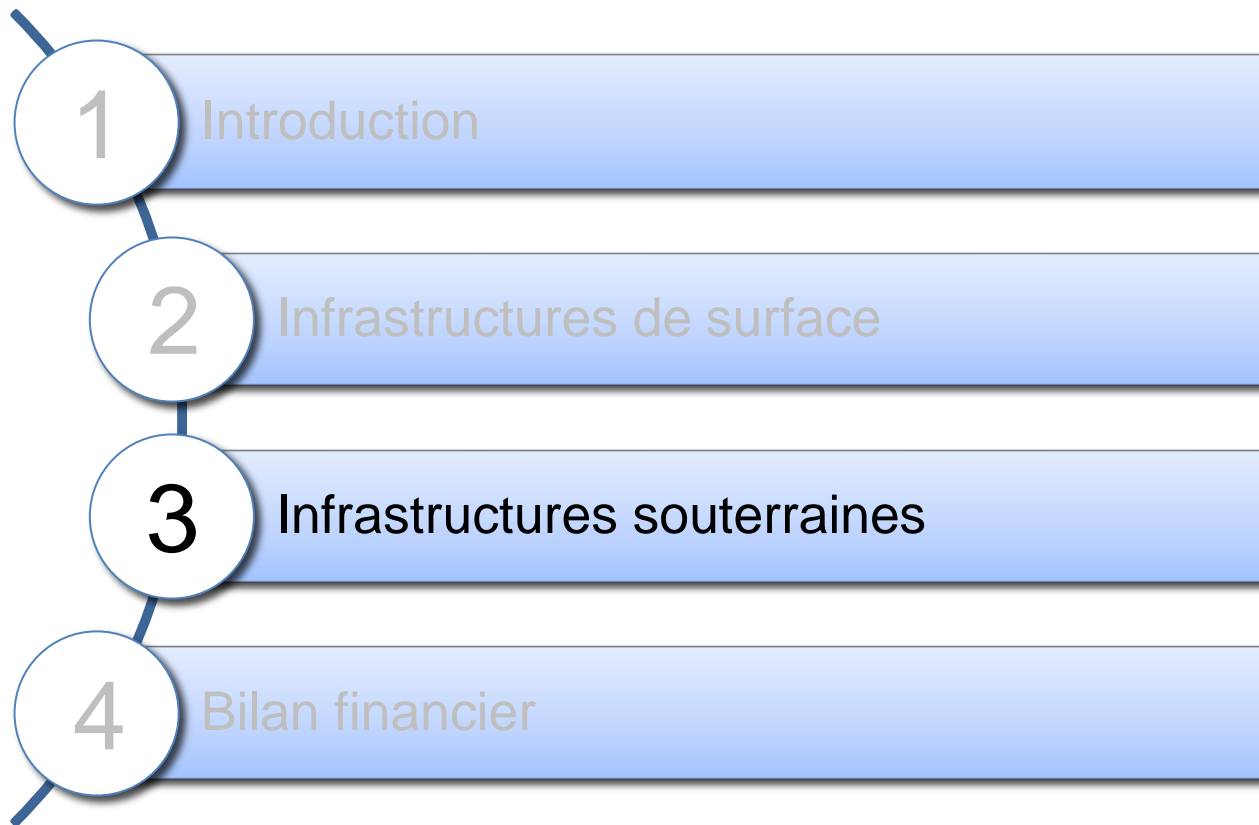 1 Introduction
2 Infrastructures de surface
3 Infrastructures souterraines
4 Bilan financier